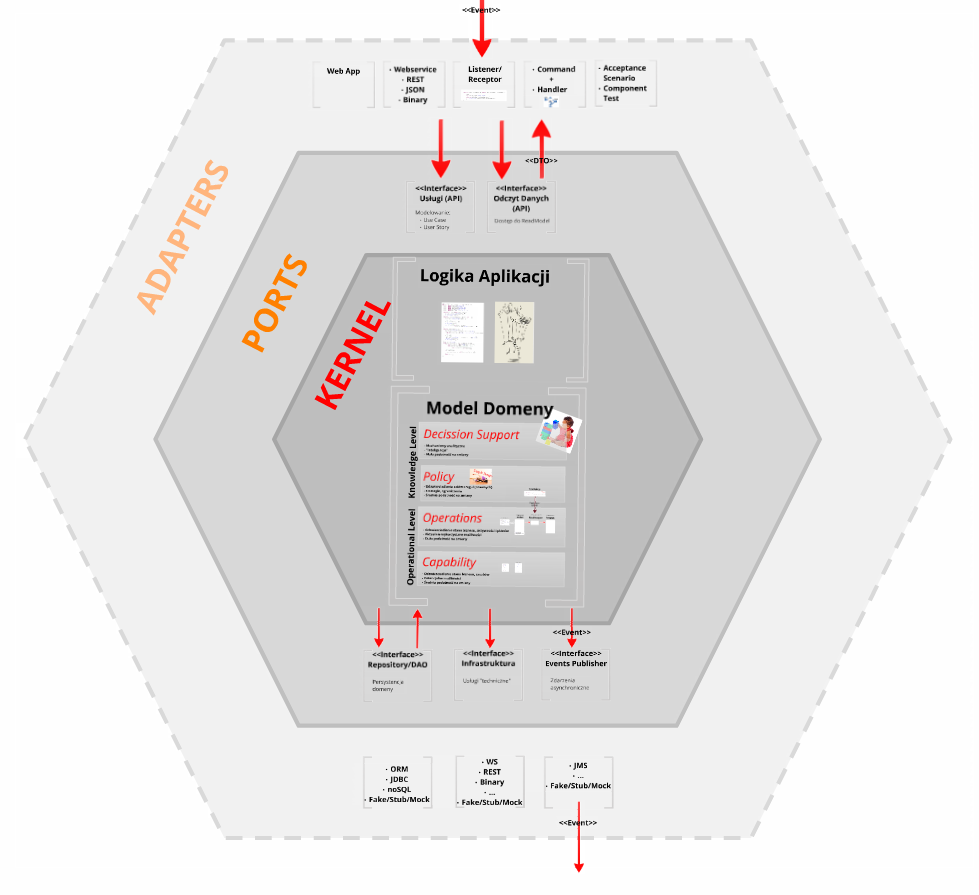 <<Event>>
Web App
· Webservice
· REST
· JSON
· Binary
Listener/
Receptor
· Command
+
· Handler
· Acceptance
Scenario
· Component
Test
<<DTO>>
<<Interface>>
Usługi (API)
Modelowanie:
· Use Case
· User Story
<<Interface>>
Odczyt Danych
(API)
Dostęp do ReadModel
ADAPTERS
PORTS
KERNEL
Logika Aplikacji
Model Domeny
Knowledge Level
Decission Support
Policy
Operational Level
Operations
Capability
<<Event>>
<<Interface>>
Repository/DAO
Persystencja
domeny
<<Interface>>
Infrastruktura
Usługi "techniczne"
<<Interface>>
Events Publisher
Zdarzenia
asynchroniczne
· ORM
· JDBC
· noSQL
· Fake/Stub/Mock
· WS
· REST
· Binary
· ...
· Fake/Stub/Mock
· JMS
· ...
· Fake/Stub/Mock
<<Event>>